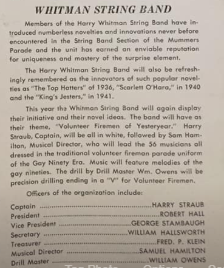 WHITMAN STRING BAND
Members of the Harry Whitman String Band have in-
troduced numberless novelties and innovations never before
encountered in the String Band Section of the Mummers
Parade and the unit has earned an enviable reputation
for uniqueness and mastery of the surprise element.
The Harry Whitman String Band will also be refresh-
ingly remembered as the innovators of such popular novel-
ties as "The Top Hatters" of 1936, "Scarlett O'Hara," in 1940
and the "King's Jesters," in 1941.
This year the Whitman String Band will again display
their initiative and their novel ideas. The band will have as
their theme, "Volunteer Firemen of Yesteryear." Harry
Straub, Captain, will be all in white, followed by Sam Ham-
ilton, Musical Director, who will lead the 56 musicians all
dressed in the traditional volunteer fireman parade uniform
of the Gay Ninety Era. Music will feature melodies of the
gay nineties. The drill by Drill Master Wm. Owens will be
precision drilling ending in a "V" for Volunteer Firemen.
Officers of the organization include:
Captain HARRY STRAUB
President ROBERT HALL
Vice President GEORGE STAMBAUGH
Secretary WILLIAM HALLSWORTH
Treasurer FRED. P. KLEIN
Musical Director SAMUEL HAMILTON
Drill Master WILLIAM OWENS